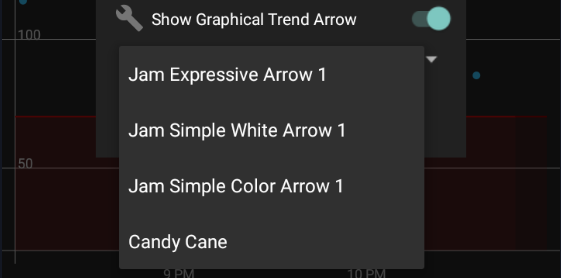 Show Graphical Trend Arrow
100
Jam Expressive Arrow 1
Jam Simple White Arrow 1
50
Jam Simple Color Arrow 1
Candy Cane
9 PM
10 PM